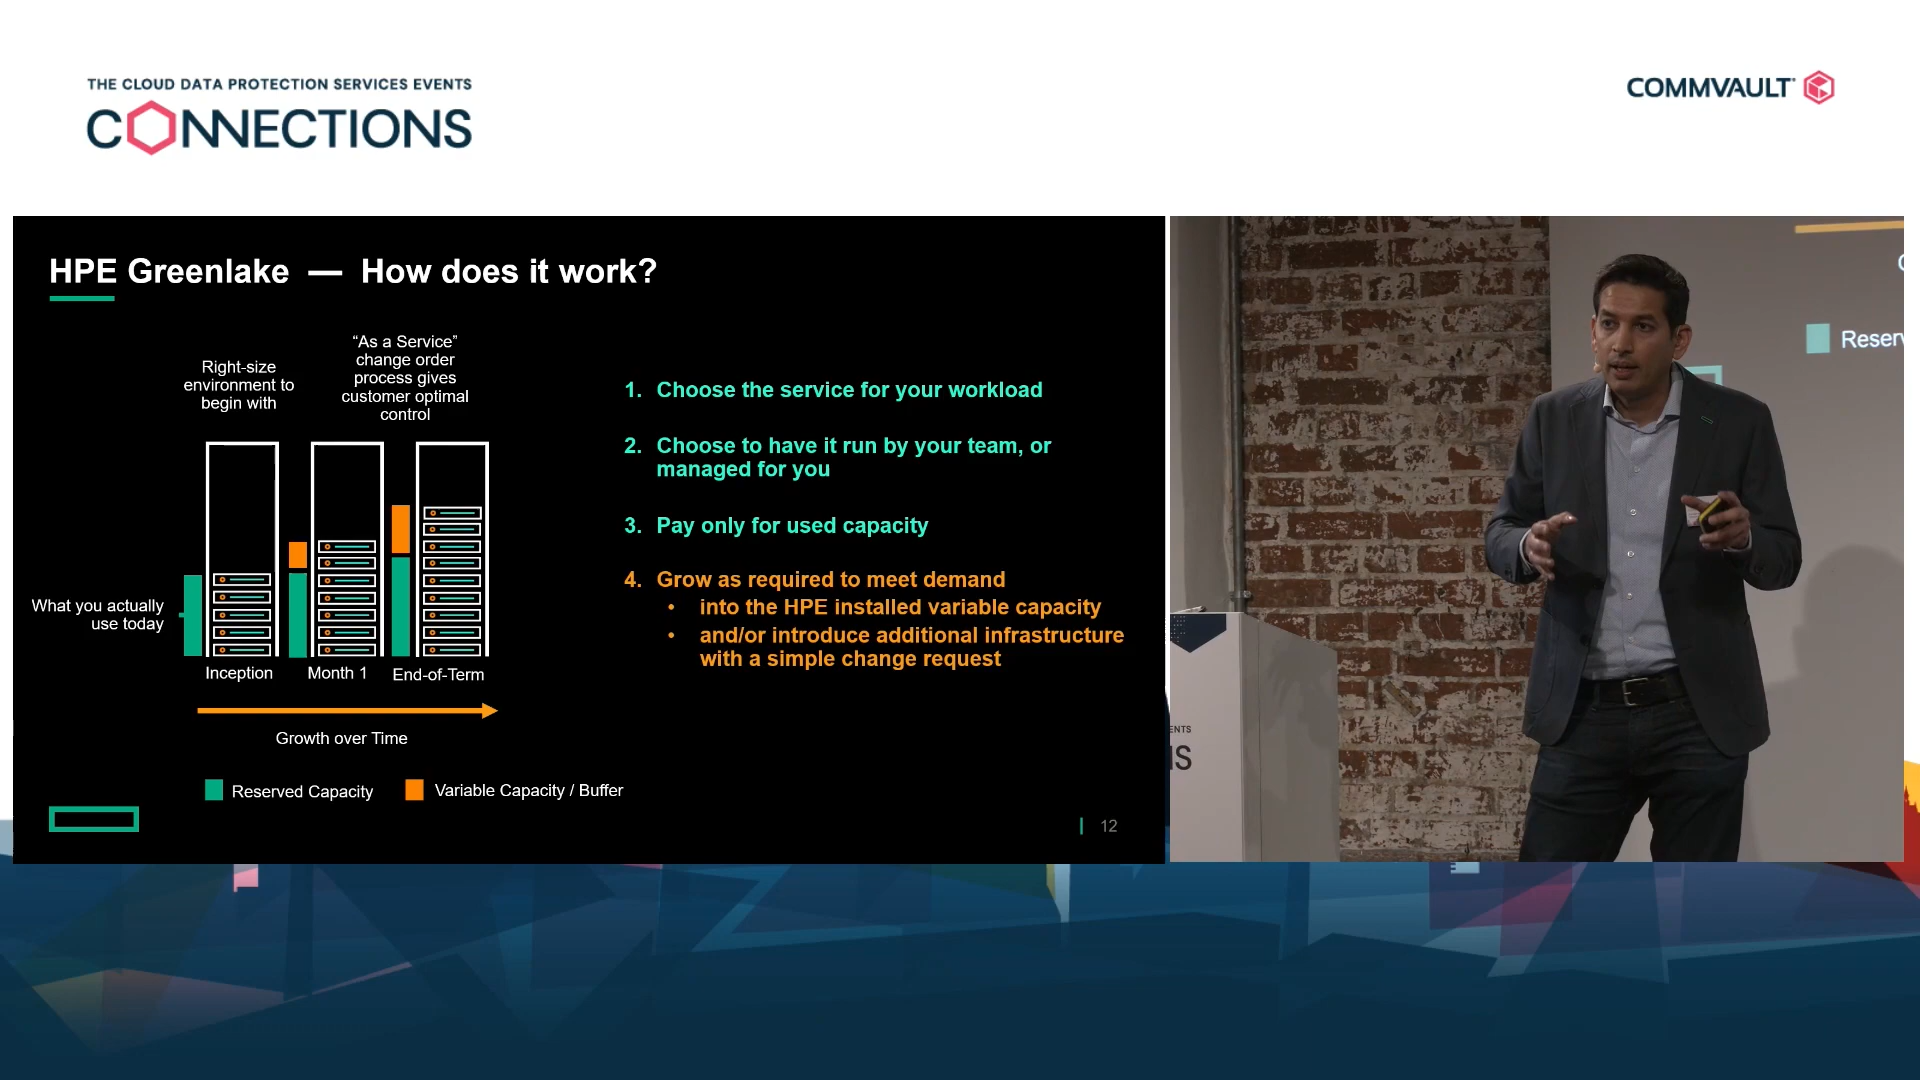 THE CLOUD DATA PROTECTION SERVICES EVENTS
CONNECTIONS
COMMVAULT
HPE Greenlake — How does it work?
Right-size
environment to
begin with
“As a Service”
change order
process gives
customer optimal
control
What you actually
use today
Inception
Month 1
End-of-Term
Growth over Time
Reserved Capacity
Variable Capacity / Buffer
1. Choose the service for your workload
2. Choose to have it run by your team, or
managed for you
3. Pay only for used capacity
4. Grow as required to meet demand
• into the HPE installed variable capacity
• and/or introduce additional infrastructure
with a simple change request
12